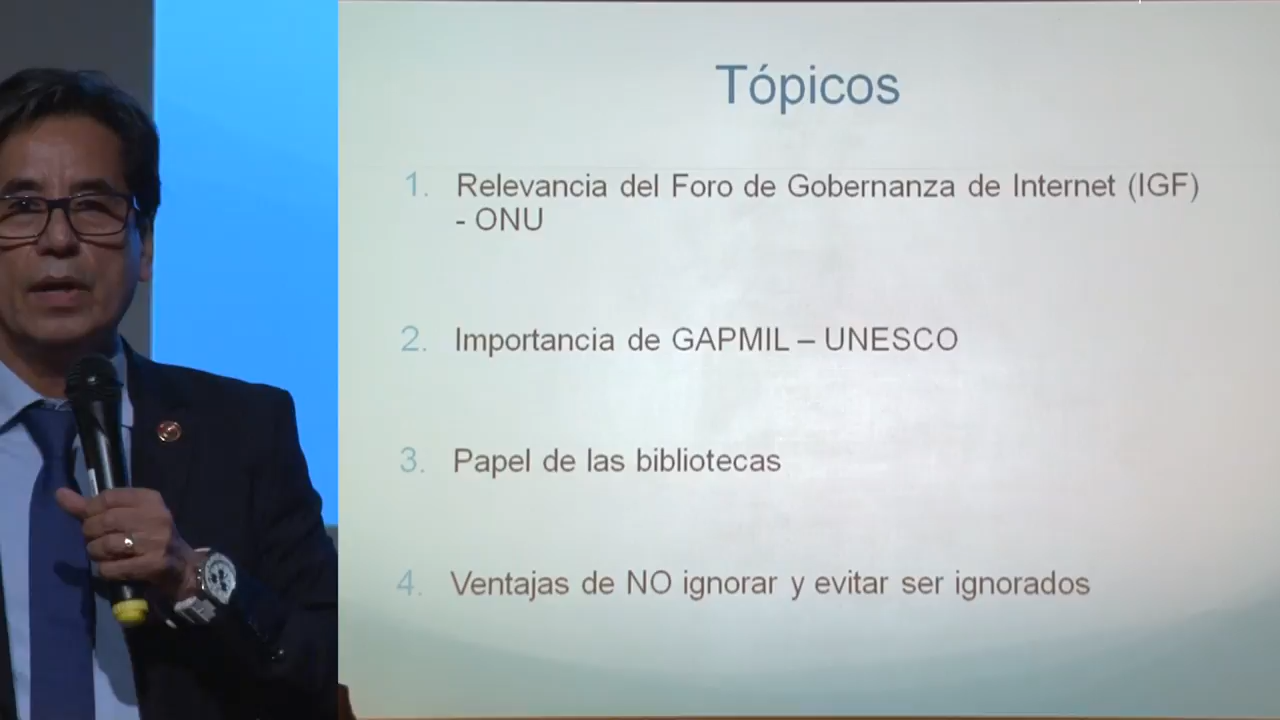 Tópicos
1. Relevancia del Foro de Gobernanza de Internet (IGF)
- ONU
2. Importancia de GAPMIL – UNESCO
3. Papel de las bibliotecas
4. Ventajas de NO ignorar y evitar ser ignorados